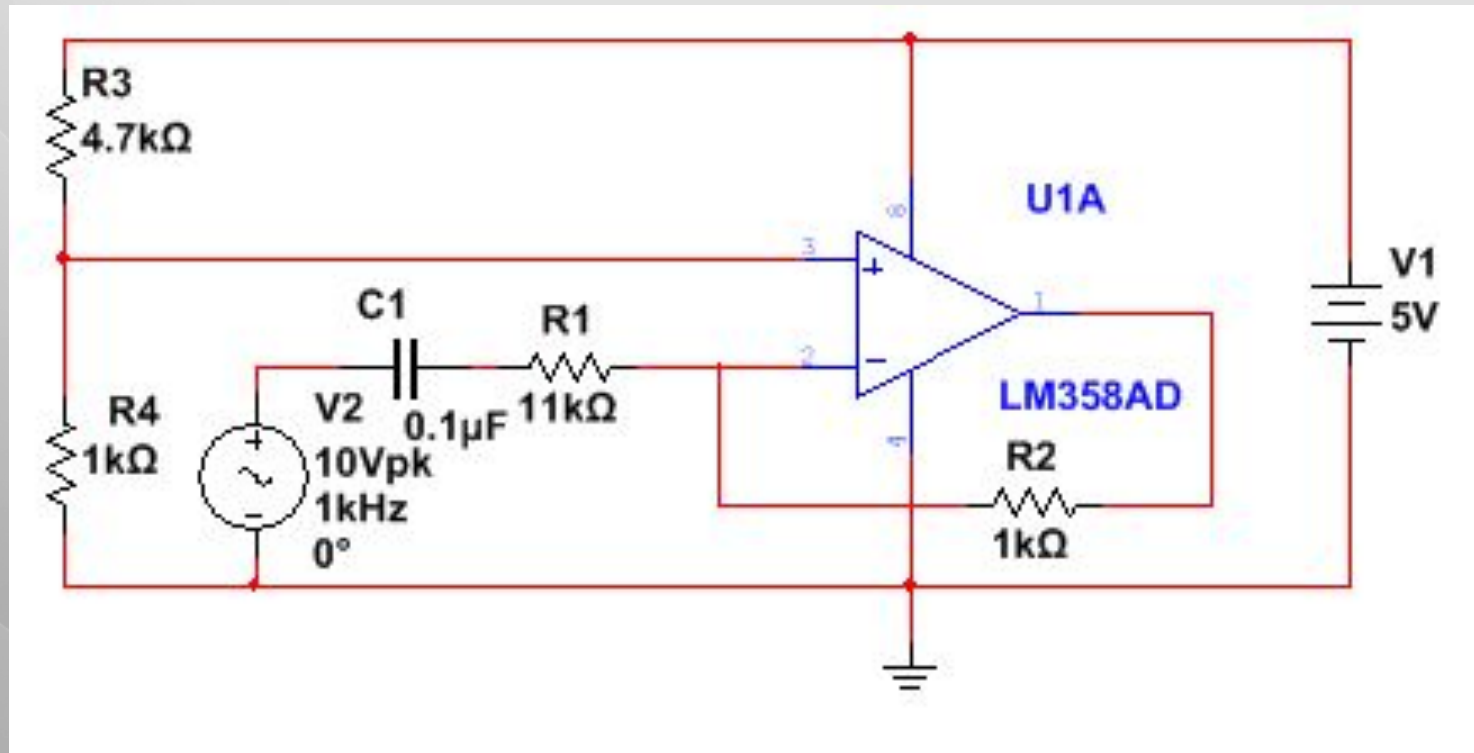 R3
4.7kΩ
8
U1A
3
+
V1
5V
C1
R1
1
2
−
LM358AD
R4
1kΩ
V2
0.1µF
11kΩ
+
10Vpk
1kHz
0°
−
4
R2
1kΩ